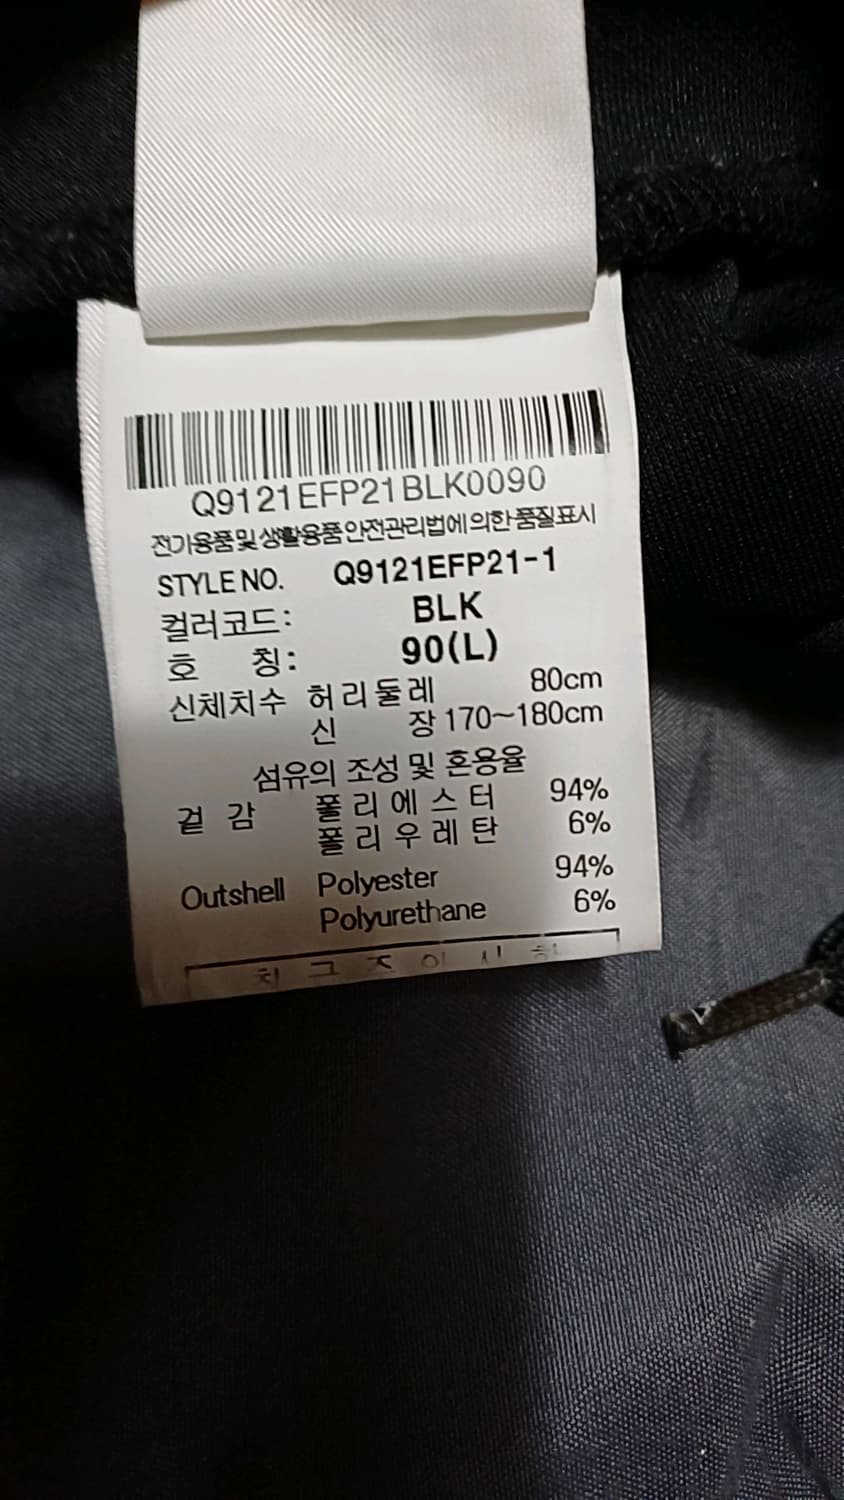 Q9121EFP21BLK0090
전기용품및 생활용품 안전관리법에 의한 품질표시
STYLE NO. Q9121EFP21-1
컬러코드: BLK
호 칭: 90(L)
신체치수 허리둘레 80cm
신 장 170~180cm
섬유의 조성 및 혼용율
겉 감 폴리에스터 94%
폴리우레탄 6%
Outshell Polyester 94%
Polyurethane 6%